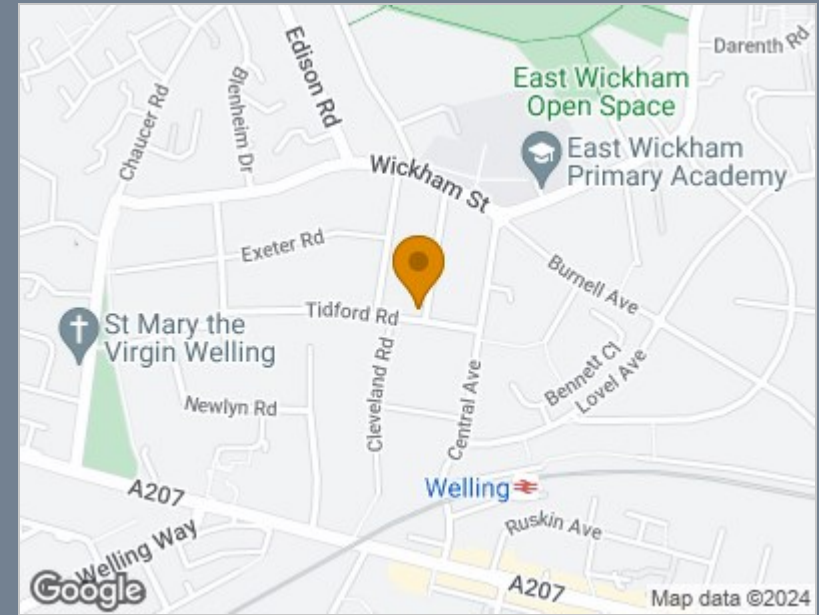 Darenth Rd
Edison Rd
Blenheim Dr
Chaucer Rd
East Wickham
Open Space
East Wickham
Primary Academy
Wickham St
Exeter Rd
Burnell Ave
Tidford Rd
St Mary the
Virgin Welling
Cleveland Rd
Central Ave
Bennett Cl
Lovel Ave
Newlyn Rd
Welling
A207
Ruskin Ave
Welling Way
A207
Google
Map data ©2024